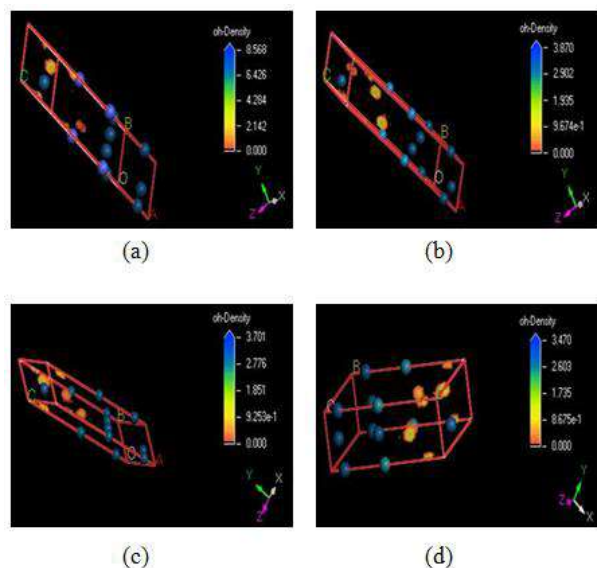 oh-Density
8.568
6.426
4.284
2.142
0.000
C
B
O
A
Y
X
Z
(a)
oh-Density
3.870
2.902
1.935
9.674e-1
0.000
C
B
O
A
Y
X
Z
(b)
oh-Density
3.701
2.776
1.851
9.253e-1
0.000
C
B
O
A
Y
X
Z
(c)
oh-Density
3.470
2.603
1.735
8.675e-1
0.000
B
C
Y
Z
X
(d)